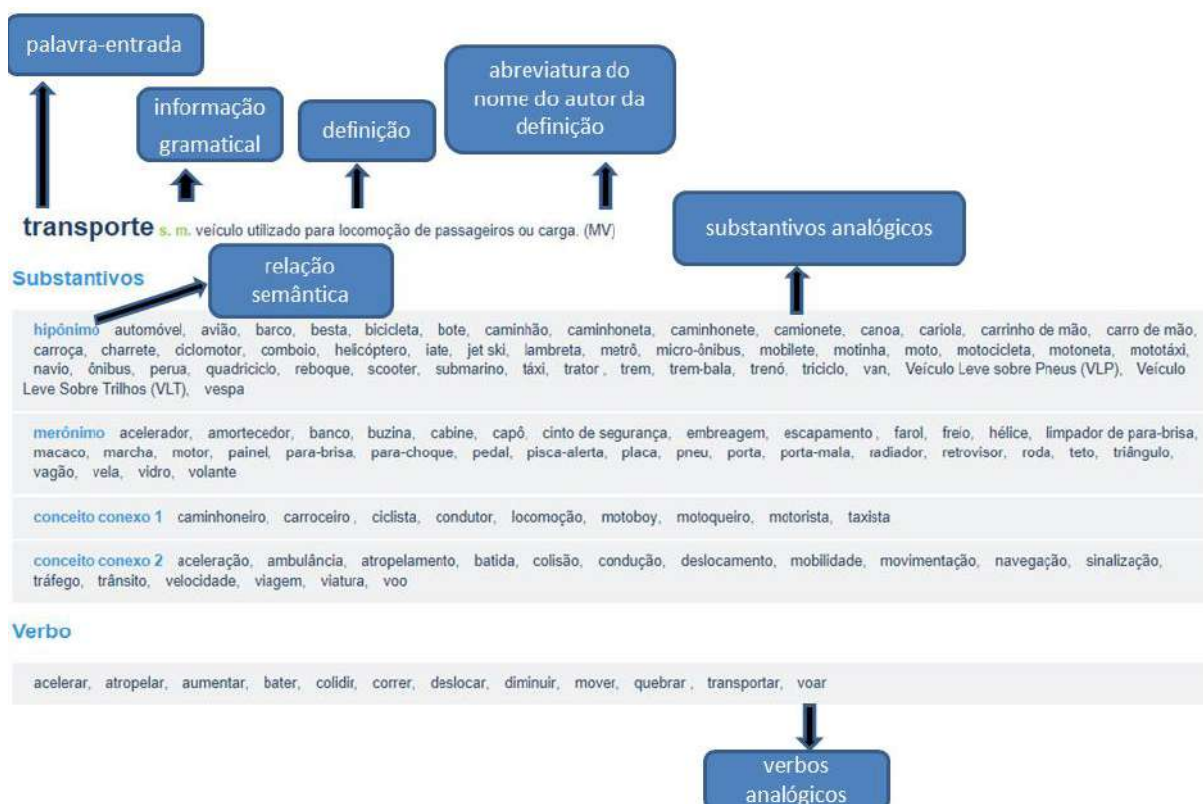 palavra-entrada
informação
gramatical
definição
abreviatura do
nome do autor da
definição
transporte s. m. veículo utilizado para locomoção de passageiros ou carga. (MV)
substantivos analógicos
Substantivos
relação
semântica
hipônimo automóvel, avião, barco, besta, bicicleta, bote, caminhão, caminhoneta, caminhonete, camionete, canoa, cariola, carrinho de mão, carro de mão,
carroça, charrete, ciclomotor, comboio, helicóptero, iate, jet ski, lambreta, metrô, micro-ônibus, mobilete, motinha, moto, motocicleta, motoneta, mototáxi,
navio, ônibus, perua, quadriciclo, reboque, scooter, submarino, táxi, trator , trem, trem-bala, trenó, triciclo, van, Veículo Leve sobre Pneus (VLP), Veículo
Leve Sobre Trilhos (VLT), vespa
merônimo acelerador, amortecedor, banco, buzina, cabine, capô, cinto de segurança, embreagem, escapamento , farol, freio, hélice, limpador de para-brisa,
macaco, marcha, motor, painel, para-brisa, para-choque, pedal, pisca-alerta, placa, pneu, porta, porta-mala, radiador, retrovisor, roda, teto, triângulo,
vagão, vela, vidro, volante
conceito conexo 1 caminhoneiro, carroceiro , ciclista, condutor, locomoção, motoboy, motoqueiro, motorista, taxista
conceito conexo 2 aceleração, ambulância, atropelamento, batida, colisão, condução, deslocamento, mobilidade, movimentação, navegação, sinalização,
tráfego, trânsito, velocidade, viagem, viatura, voo
Verbo
acelerar, atropelar, aumentar, bater, colidir, correr, deslocar, diminuir, mover, quebrar , transportar, voar
verbos
analógicos